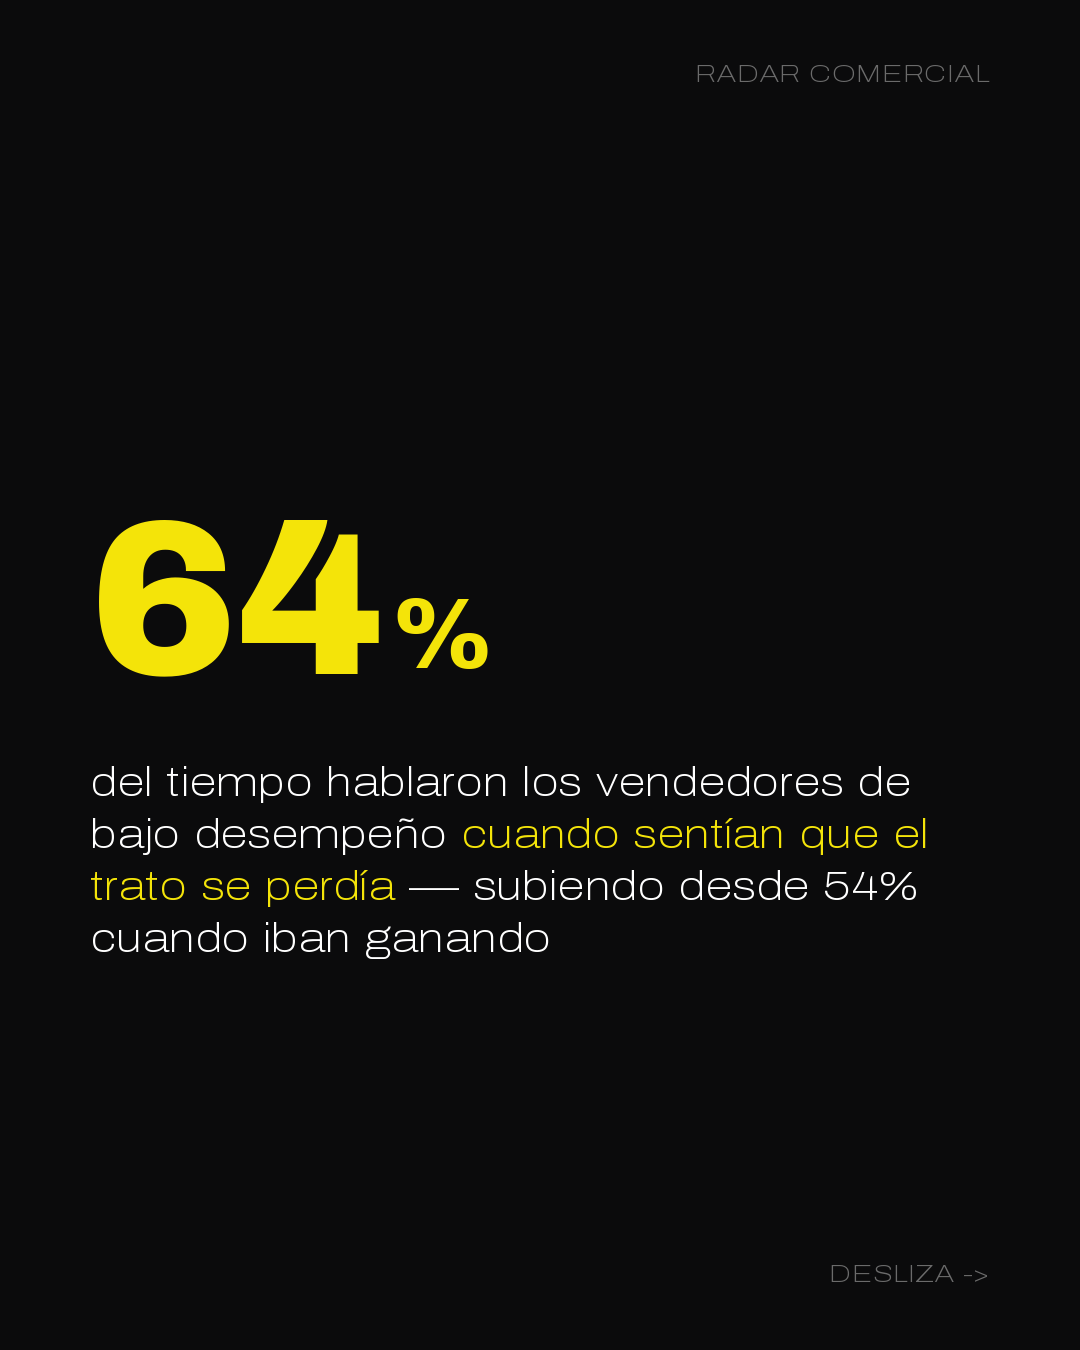 RADAR COMERCIAL
64%
del tiempo hablaron los vendedores de
bajo desempeño cuando sentían que el
trato se perdía — subiendo desde 54%
cuando iban ganando
DESLIZA ->